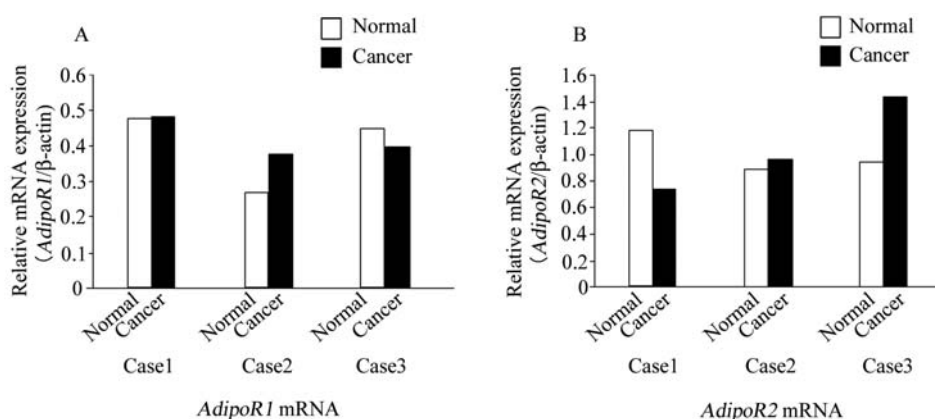 A
Normal
Cancer
Relative mRNA expression
(AdipoR1/β-actin)
0.6
0.5
0.4
0.3
0.2
0.1
0
Normal Cancer
Normal Cancer
Normal Cancer
Case1
Case2
Case3
AdipoR1 mRNA
B
Normal
Cancer
Relative mRNA expression
(AdipoR2/β-actin)
1.6
1.4
1.2
1.0
0.8
0.6
0.4
0.2
0
Normal Cancer
Normal Cancer
Normal Cancer
Case1
Case2
Case3
AdipoR2 mRNA